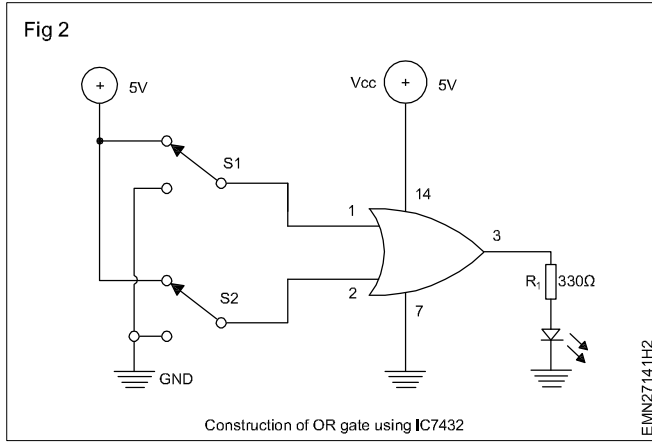 Fig 2
+
5V
Vcc
+
5V
S1
14
1
3
2
R1
330Ω
S2
7
GND
Construction of OR gate using IC7432
EMN27141H2